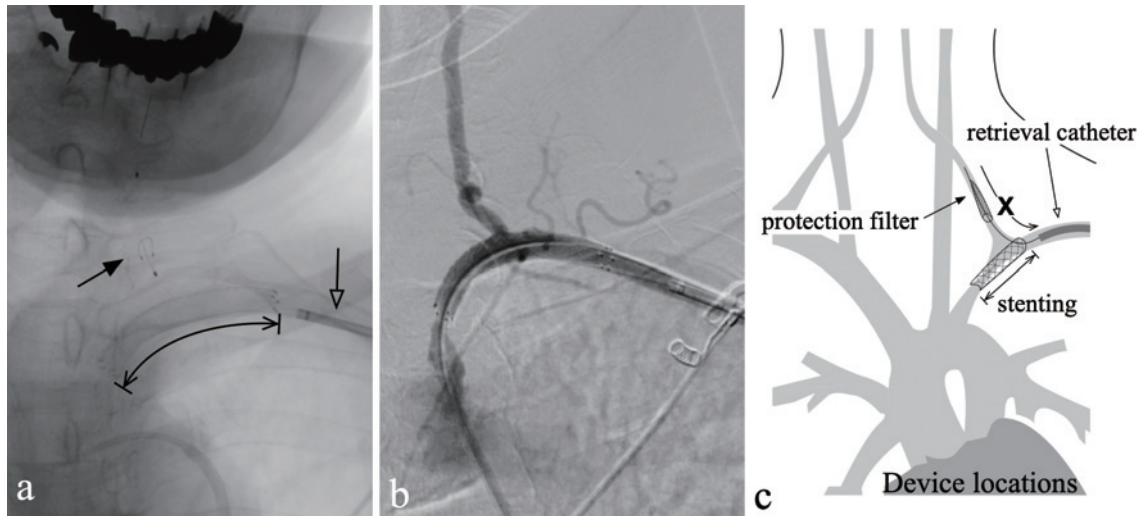 a
b
retrieval catheter
X
protection filter
stenting
Device locations
c